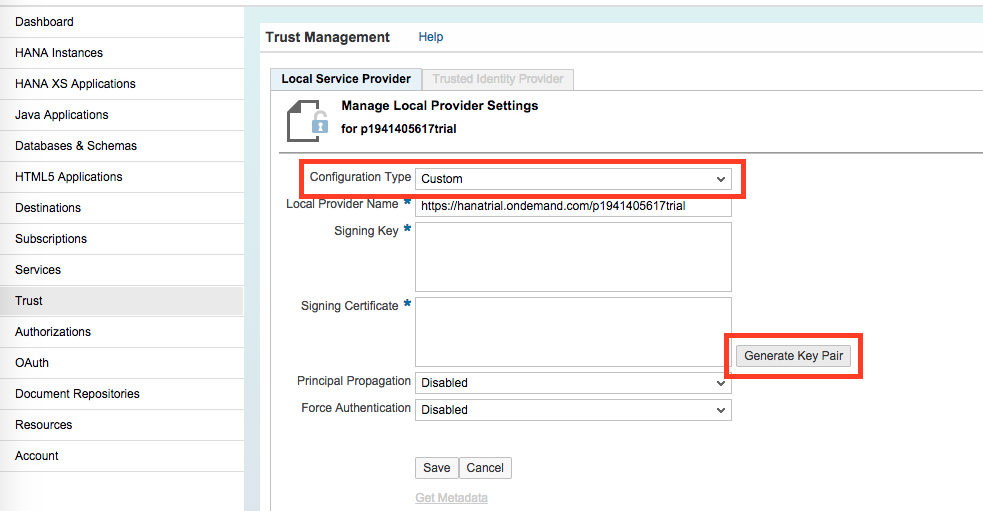 Dashboard
HANA Instances
HANA XS Applications
Java Applications
Databases & Schemas
HTML5 Applications
Destinations
Subscriptions
Services
Trust
Authorizations
OAuth
Document Repositories
Resources
Account
Trust Management Help
Local Service Provider Trusted Identity Provider
Manage Local Provider Settings
for p1941405617trial
Configuration Type Custom
Local Provider Name * https://hanatrial.ondemand.com/p1941405617trial
Signing Key *
Signing Certificate *
Generate Key Pair
Principal Propagation Disabled
Force Authentication Disabled
Save Cancel
Get Metadata